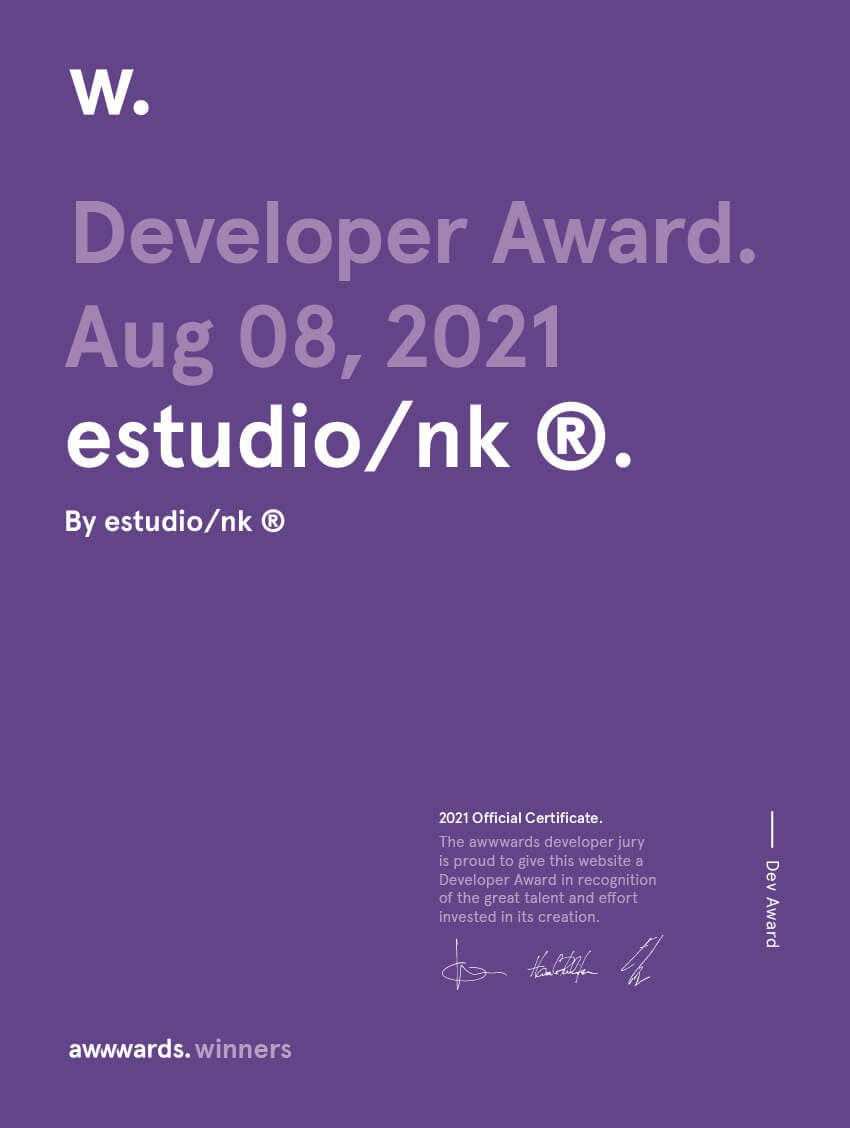 w.
Developer Award.
Aug 08, 2021
estudio/nk ®.
By estudio/nk ®
2021 Official Certificate.
The awwwards developer jury
is proud to give this website a
Developer Award in recognition
of the great talent and effort
invested in its creation.
Dev Award
awwwards. winners